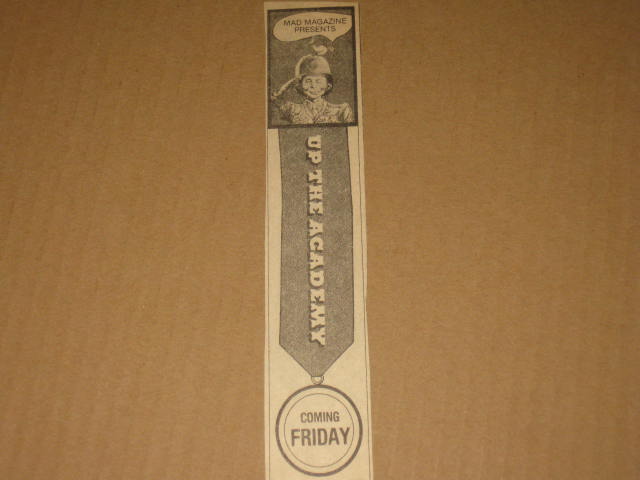 MAD MAGAZINE
PRESENTS
UP THE ACADEMY
COMING
FRIDAY